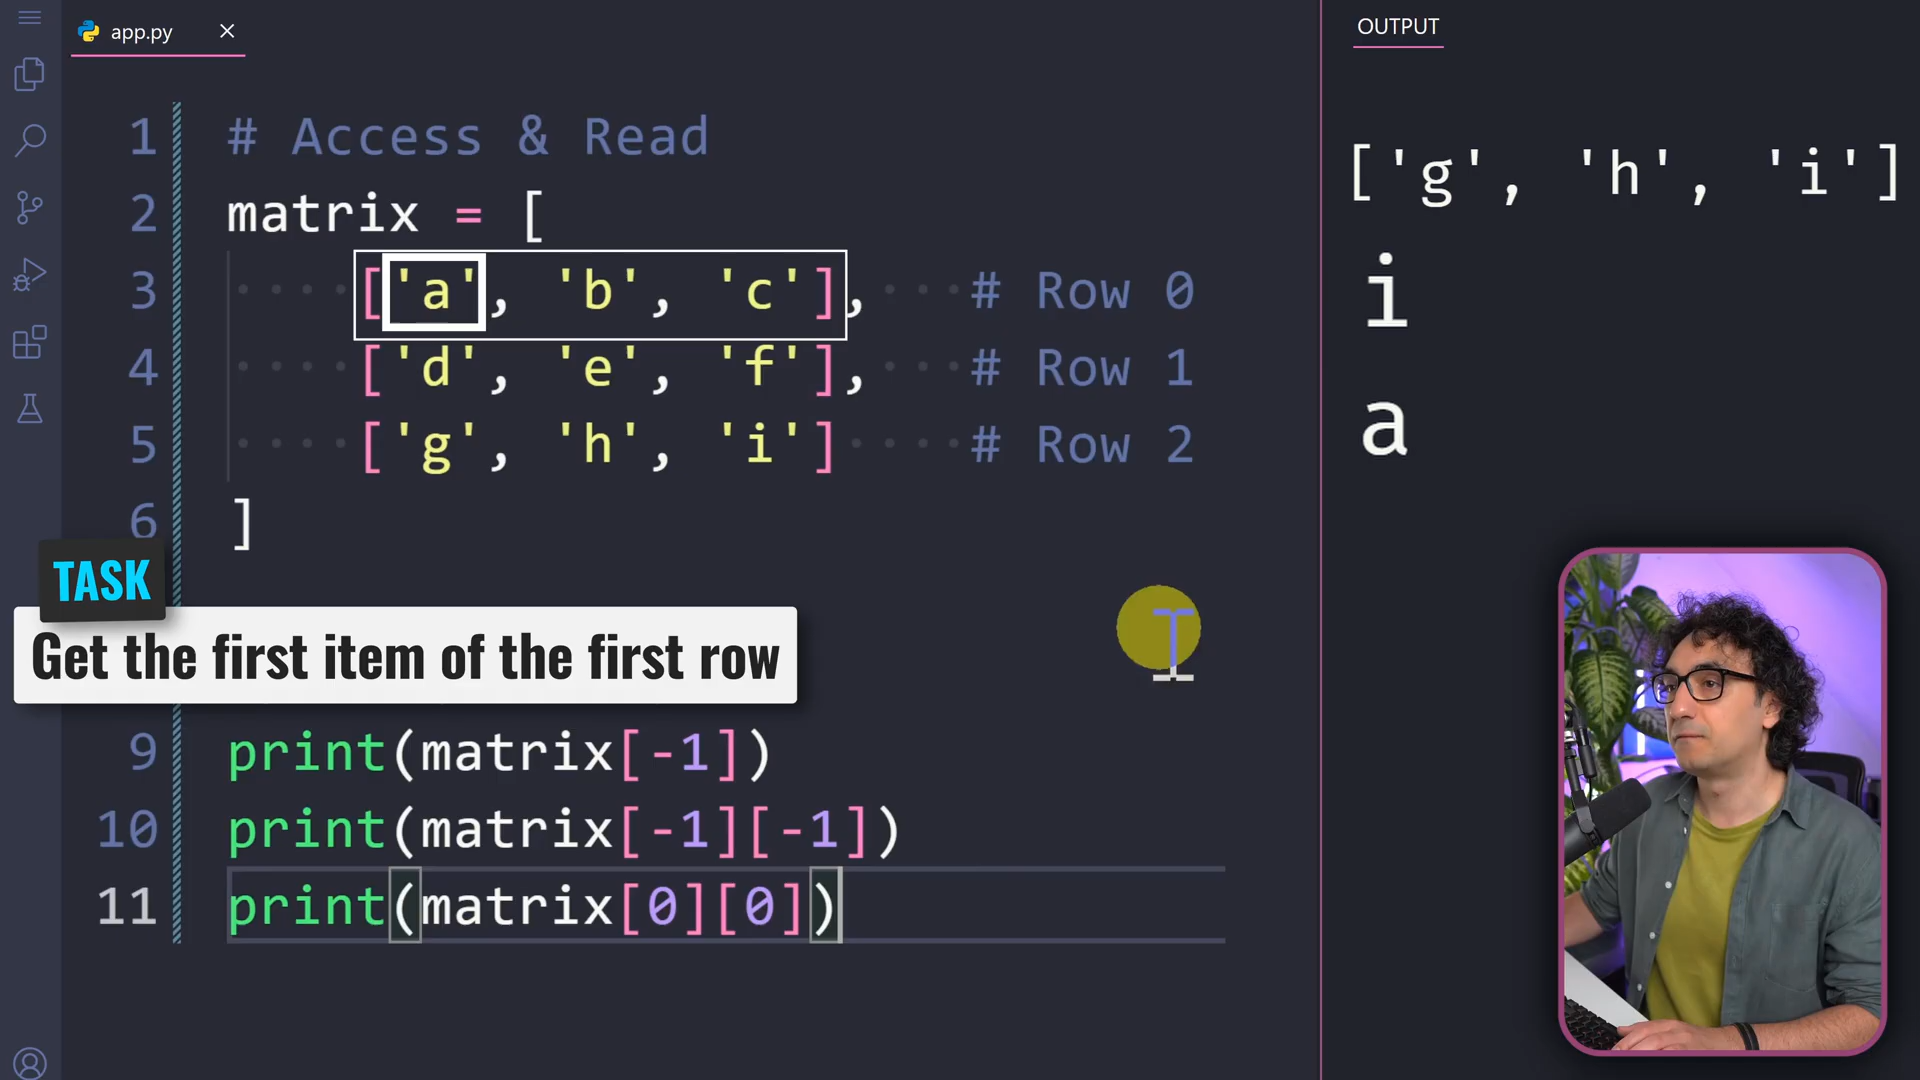 app.py
OUTPUT
1 # Access & Read
2 matrix = [
3 ['a', 'b', 'c'], # Row 0
4 ['d', 'e', 'f'], # Row 1
5 ['g', 'h', 'i'] # Row 2
6 ]
TASK
Get the first item of the first row
9 print(matrix[-1])
10 print(matrix[-1][-1])
11 print(matrix[0][0])
['g', 'h', 'i']
i
a